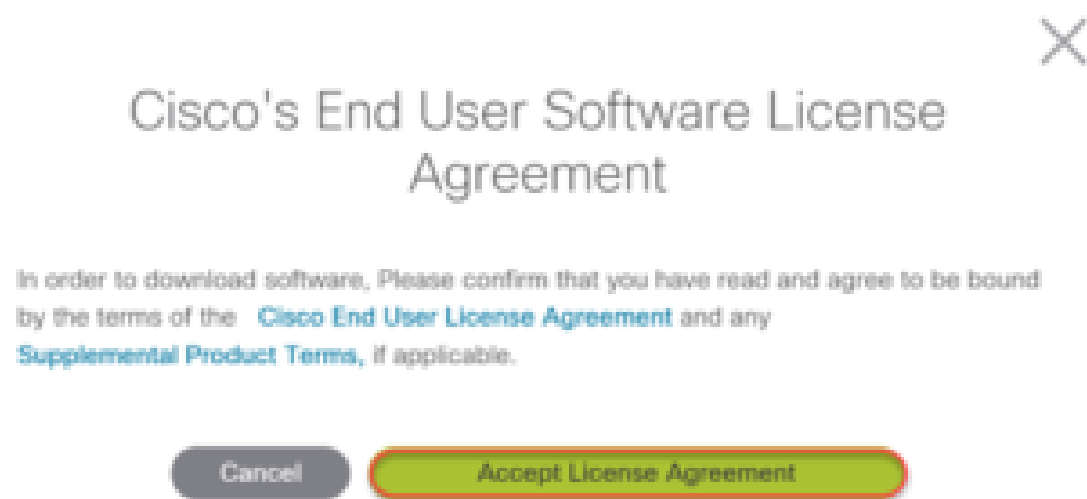 Cisco's End User Software License
Agreement
In order to download software, Please confirm that you have read and agree to be bound
by the terms of the Cisco End User License Agreement and any
Supplemental Product Terms, if applicable.
Cancel Accept License Agreement